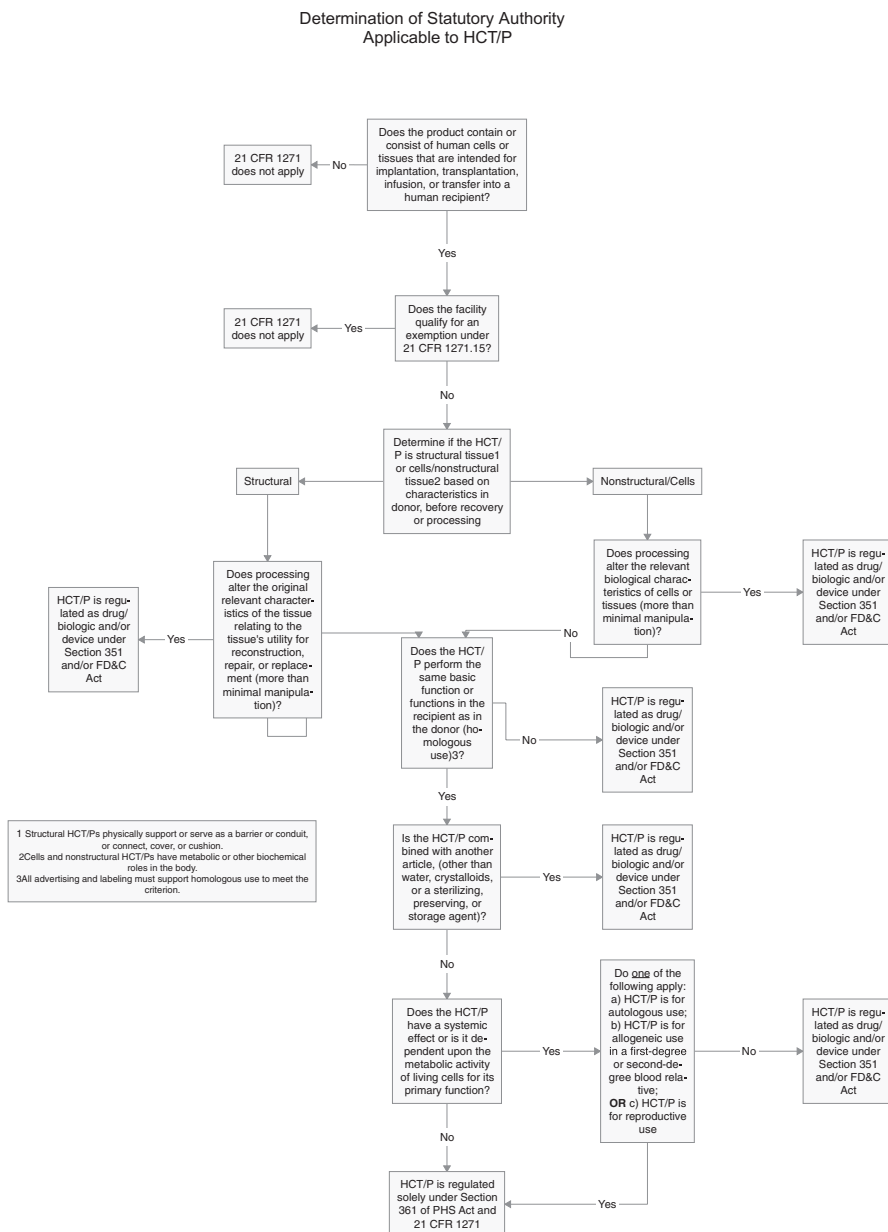 Determination of Statutory Authority
Applicable to HCT/P
Does the product contain or
consist of human cells or
tissues that are intended for
implantation, transplantation,
infusion, or transfer into a
human recipient?
No
21 CFR 1271
does not apply
Yes
Does the facility
qualify for an
exemption under
21 CFR 1271.15?
Yes
21 CFR 1271
does not apply
No
Determine if the HCT/
P is structural tissue1
or cells/nonstructural
tissue2 based on
characteristics in
donor, before recovery
or processing
Structural
Nonstructural/Cells
Does processing
alter the original
relevant character-
istics of the tissue
relating to the
tissue's utility for
reconstruction,
repair, or replace-
ment (more than
minimal manipula-
tion)?
Yes
HCT/P is regu-
lated as drug/
biologic and/or
device under
Section 351
and/or FD&C
Act
Does processing
alter the relevant
biological charac-
teristics of cells or
tissues (more than
minimal manipula-
tion)?
Yes
HCT/P is regu-
lated as drug/
biologic and/or
device under
Section 351
and/or FD&C
Act
No
Does the HCT/
P perform the
same basic
function or
functions in the
recipient as in
the donor (ho-
mologous
use)3?
No
HCT/P is regu-
lated as drug/
biologic and/or
device under
Section 351
and/or FD&C
Act
Yes
1 Structural HCT/Ps physically support or serve as a barrier or conduit,
or connect, cover, or cushion.
2Cells and nonstructural HCT/Ps have metabolic or other biochemical
roles in the body.
3All advertising and labeling must support homologous use to meet the
criterion.
Is the HCT/P com-
bined with another
article, (other than
water, crystalloids,
or a sterilizing,
preserving, or
storage agent)?
Yes
HCT/P is regu-
lated as drug/
biologic and/or
device under
Section 351
and/or FD&C
Act
No
Does the HCT/P
have a systemic
effect or is it de-
pendent upon the
metabolic activity
of living cells for its
primary function?
Yes
Do one of the
following apply:
a) HCT/P is for
autologous use;
b) HCT/P is for
allogeneic use
in a first-degree
or second-de-
gree blood rela-
tive;
OR c) HCT/P is
for reproductive
use
No
HCT/P is regu-
lated as drug/
biologic and/or
device under
Section 351
and/or FD&C
Act
No
Yes
HCT/P is regulated
solely under Section
361 of PHS Act and
21 CFR 1271